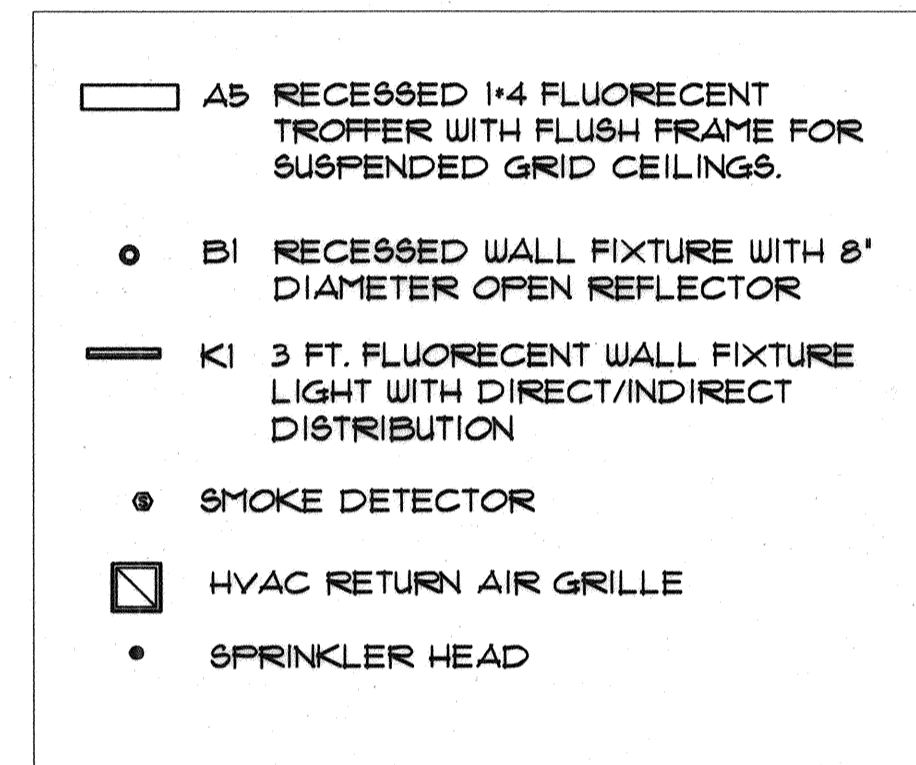 A5 RECESSED 1*4 FLUORECENT
TROFFER WITH FLUSH FRAME FOR
SUSPENDED GRID CEILINGS.
B1 RECESSED WALL FIXTURE WITH 8"
DIAMETER OPEN REFLECTOR
K1 3 FT. FLUORECENT WALL FIXTURE
LIGHT WITH DIRECT/INDIRECT
DISTRIBUTION
S SMOKE DETECTOR
HVAC RETURN AIR GRILLE
SPRINKLER HEAD